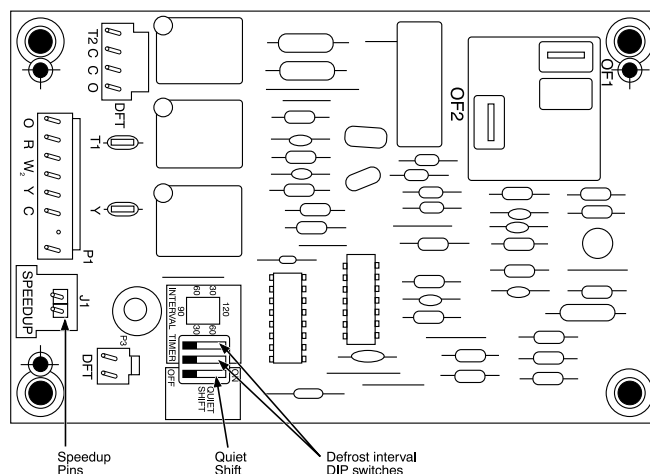 T2 C C O
DFT
T1
Y
O R W2 Y C
P1
OF1
OF2
SPEEDUP
J1
P3
DFT
INTERVAL TIMER
60
30
90
120
30
60
OFF
ON
QUIET
SHIFT
Speedup
Pins
Quiet
Shift
Defrost interval
DIP switches